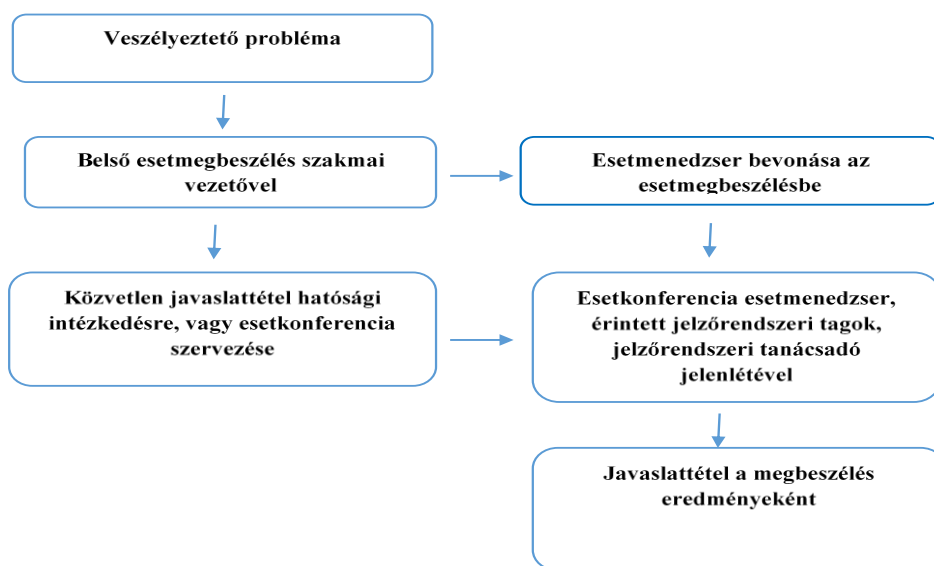 Veszélyeztető probléma
Belső esetmegbeszélés szakmai
vezetővel
Esetmenedzser bevonása az
esetmegbeszélésbe
Közvetlen javaslattétel hatósági
intézkedésre, vagy esetkonferencia
szervezése
Esetkonferencia esetmenedzser,
érintett jelzőrendszeri tagok,
jelzőrendszeri tanácsadó
jelenlétével
Javaslattétel a megbeszélés
eredményeként